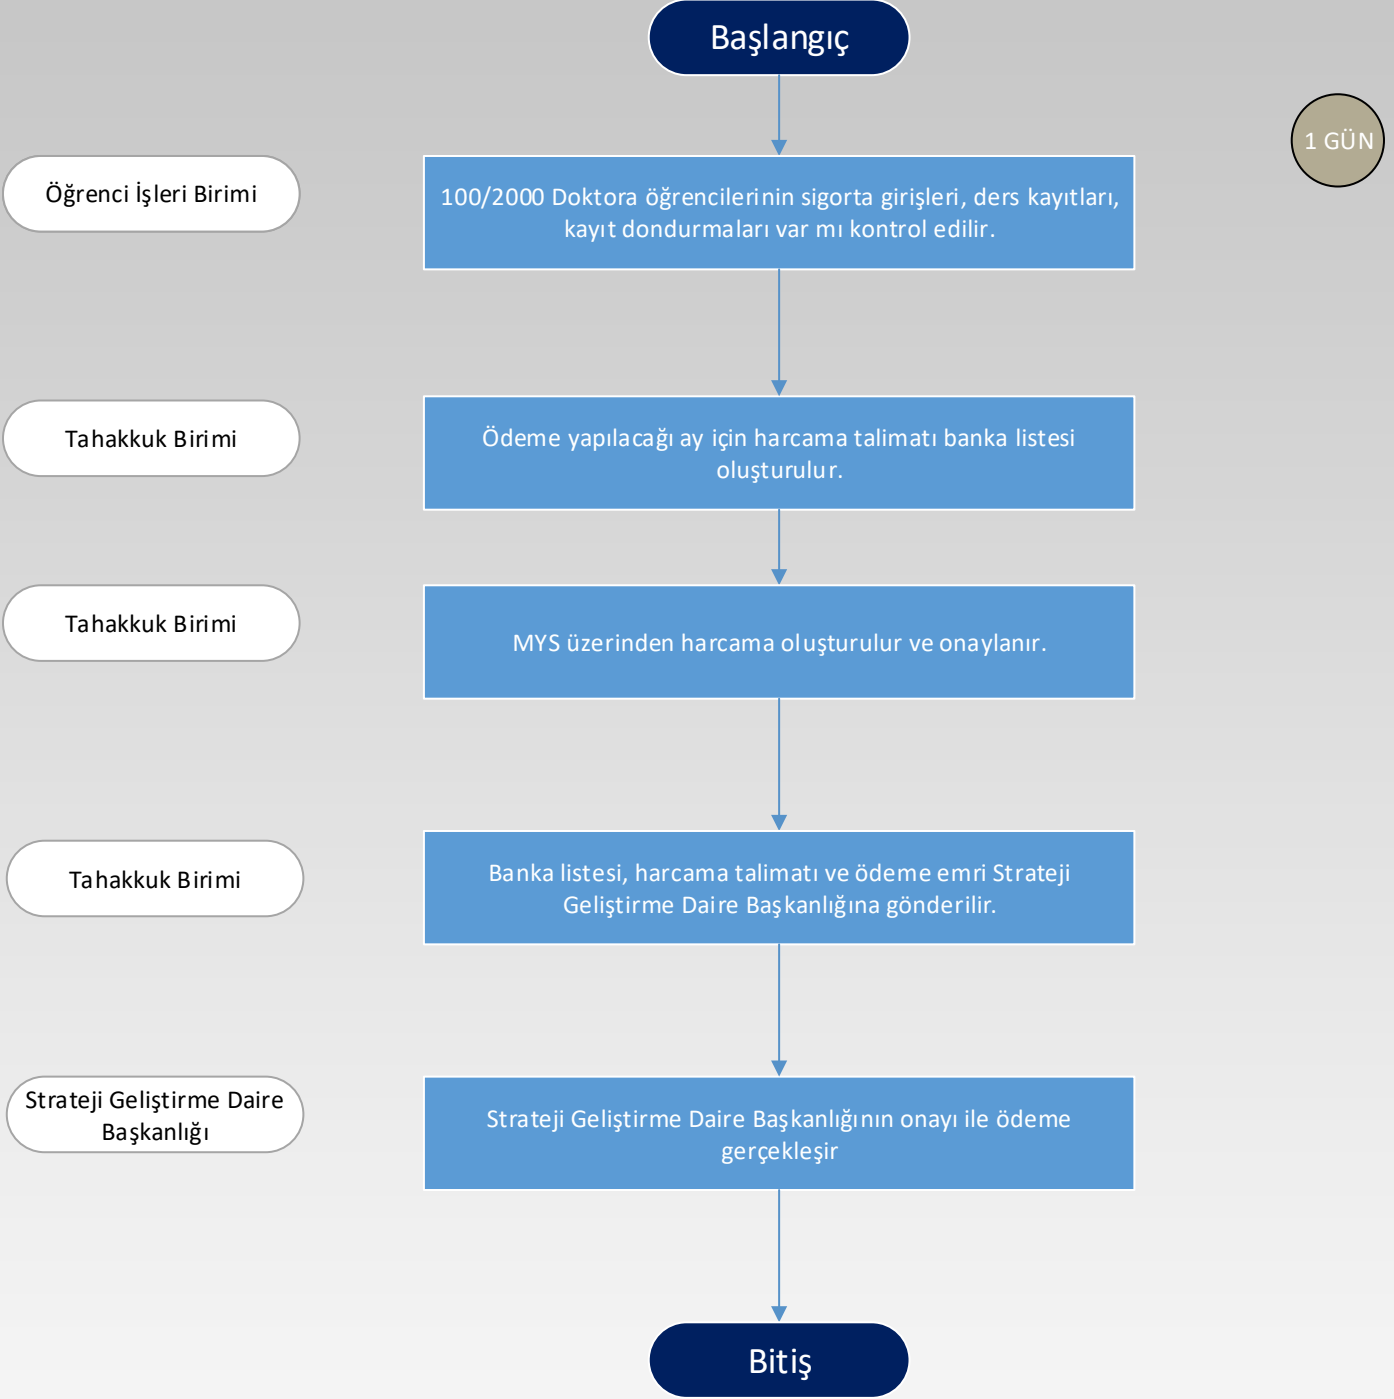 Başlangıç
1 GÜN
Öğrenci İşleri Birimi
100/2000 Doktora öğrencilerinin sigorta girişleri, ders kayıtları,
kayıt dondurmaları var mı kontrol edilir.
Tahakkuk Birimi
Ödeme yapılacağı ay için harcama talimatı banka listesi
oluşturulur.
Tahakkuk Birimi
MYS üzerinden harcama oluşturulur ve onaylanır.
Tahakkuk Birimi
Banka listesi, harcama talimatı ve ödeme emri Strateji
Geliştirme Daire Başkanlığına gönderilir.
Strateji Geliştirme Daire
Başkanlığı
Strateji Geliştirme Daire Başkanlığının onayı ile ödeme
gerçekleşir
Bitiş